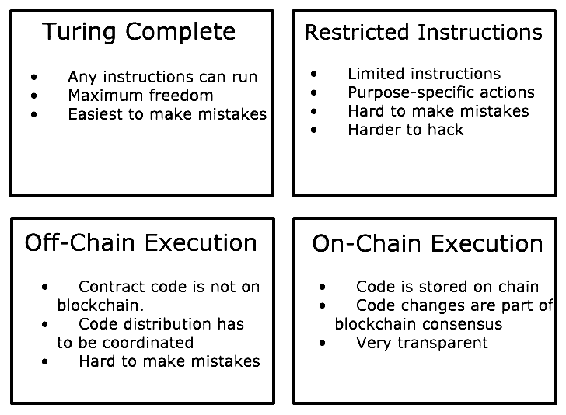 Turing Complete
• Any instructions can run
• Maximum freedom
• Easiest to make mistakes
Restricted Instructions
• Limited instructions
• Purpose-specific actions
• Hard to make mistakes
• Harder to hack
Off-Chain Execution
• Contract code is not on
blockchain.
• Code distribution has
to be coordinated
• Hard to make mistakes
On-Chain Execution
• Code is stored on chain
• Code changes are part of
blockchain consensus
• Very transparent